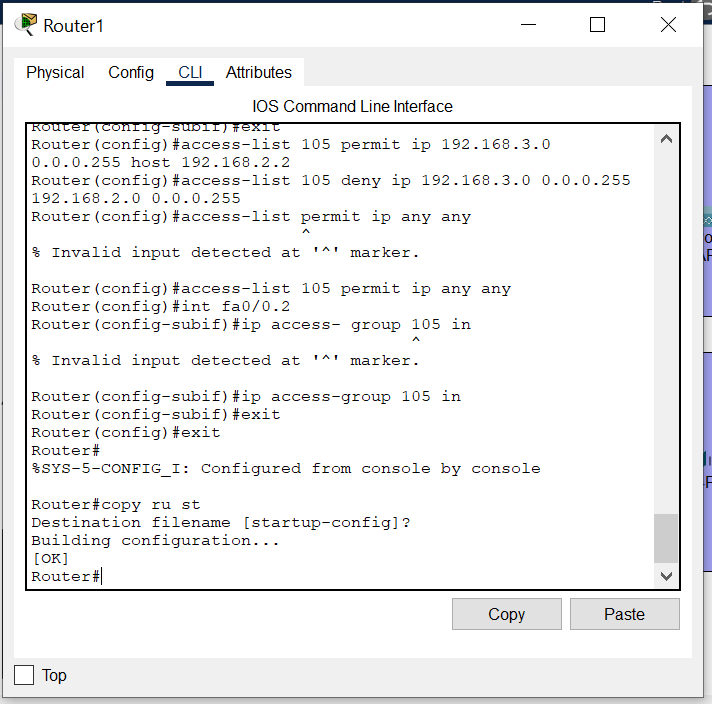 Router1
Physical Config CLI Attributes
IOS Command Line Interface
Router(config-subif)#exit
Router(config)#access-list 105 permit ip 192.168.3.0
0.0.0.255 host 192.168.2.2
Router(config)#access-list 105 deny ip 192.168.3.0 0.0.0.255
192.168.2.0 0.0.0.255
Router(config)#access-list permit ip any any
^
% Invalid input detected at '^' marker.
Router(config)#access-list 105 permit ip any any
Router(config)#int fa0/0.2
Router(config-subif)#ip access- group 105 in
^
% Invalid input detected at '^' marker.
Router(config-subif)#ip access-group 105 in
Router(config-subif)#exit
Router(config)#exit
Router#
%SYS-5-CONFIG_I: Configured from console by console
Router#copy ru st
Destination filename [startup-config]?
Building configuration...
[OK]
Router#
Copy Paste
Top